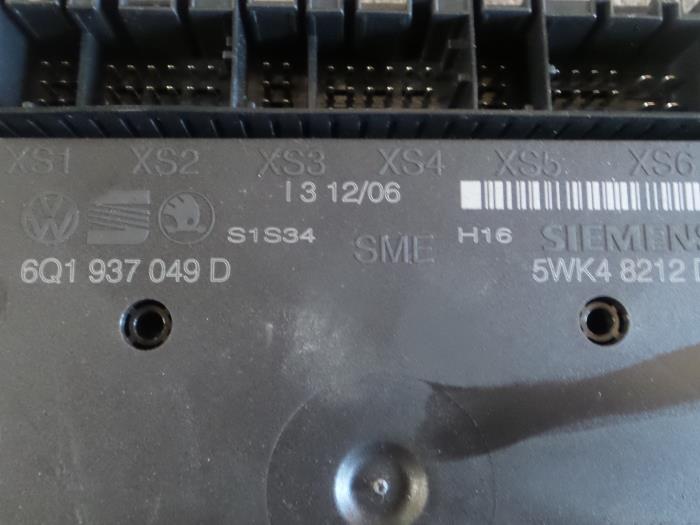 XS1 XS2 XS3 XS4 XS5 XS6
I 3 12/06
S1S34 SME H16 SIEMENS
6Q1 937 049 D 5WK4 8212